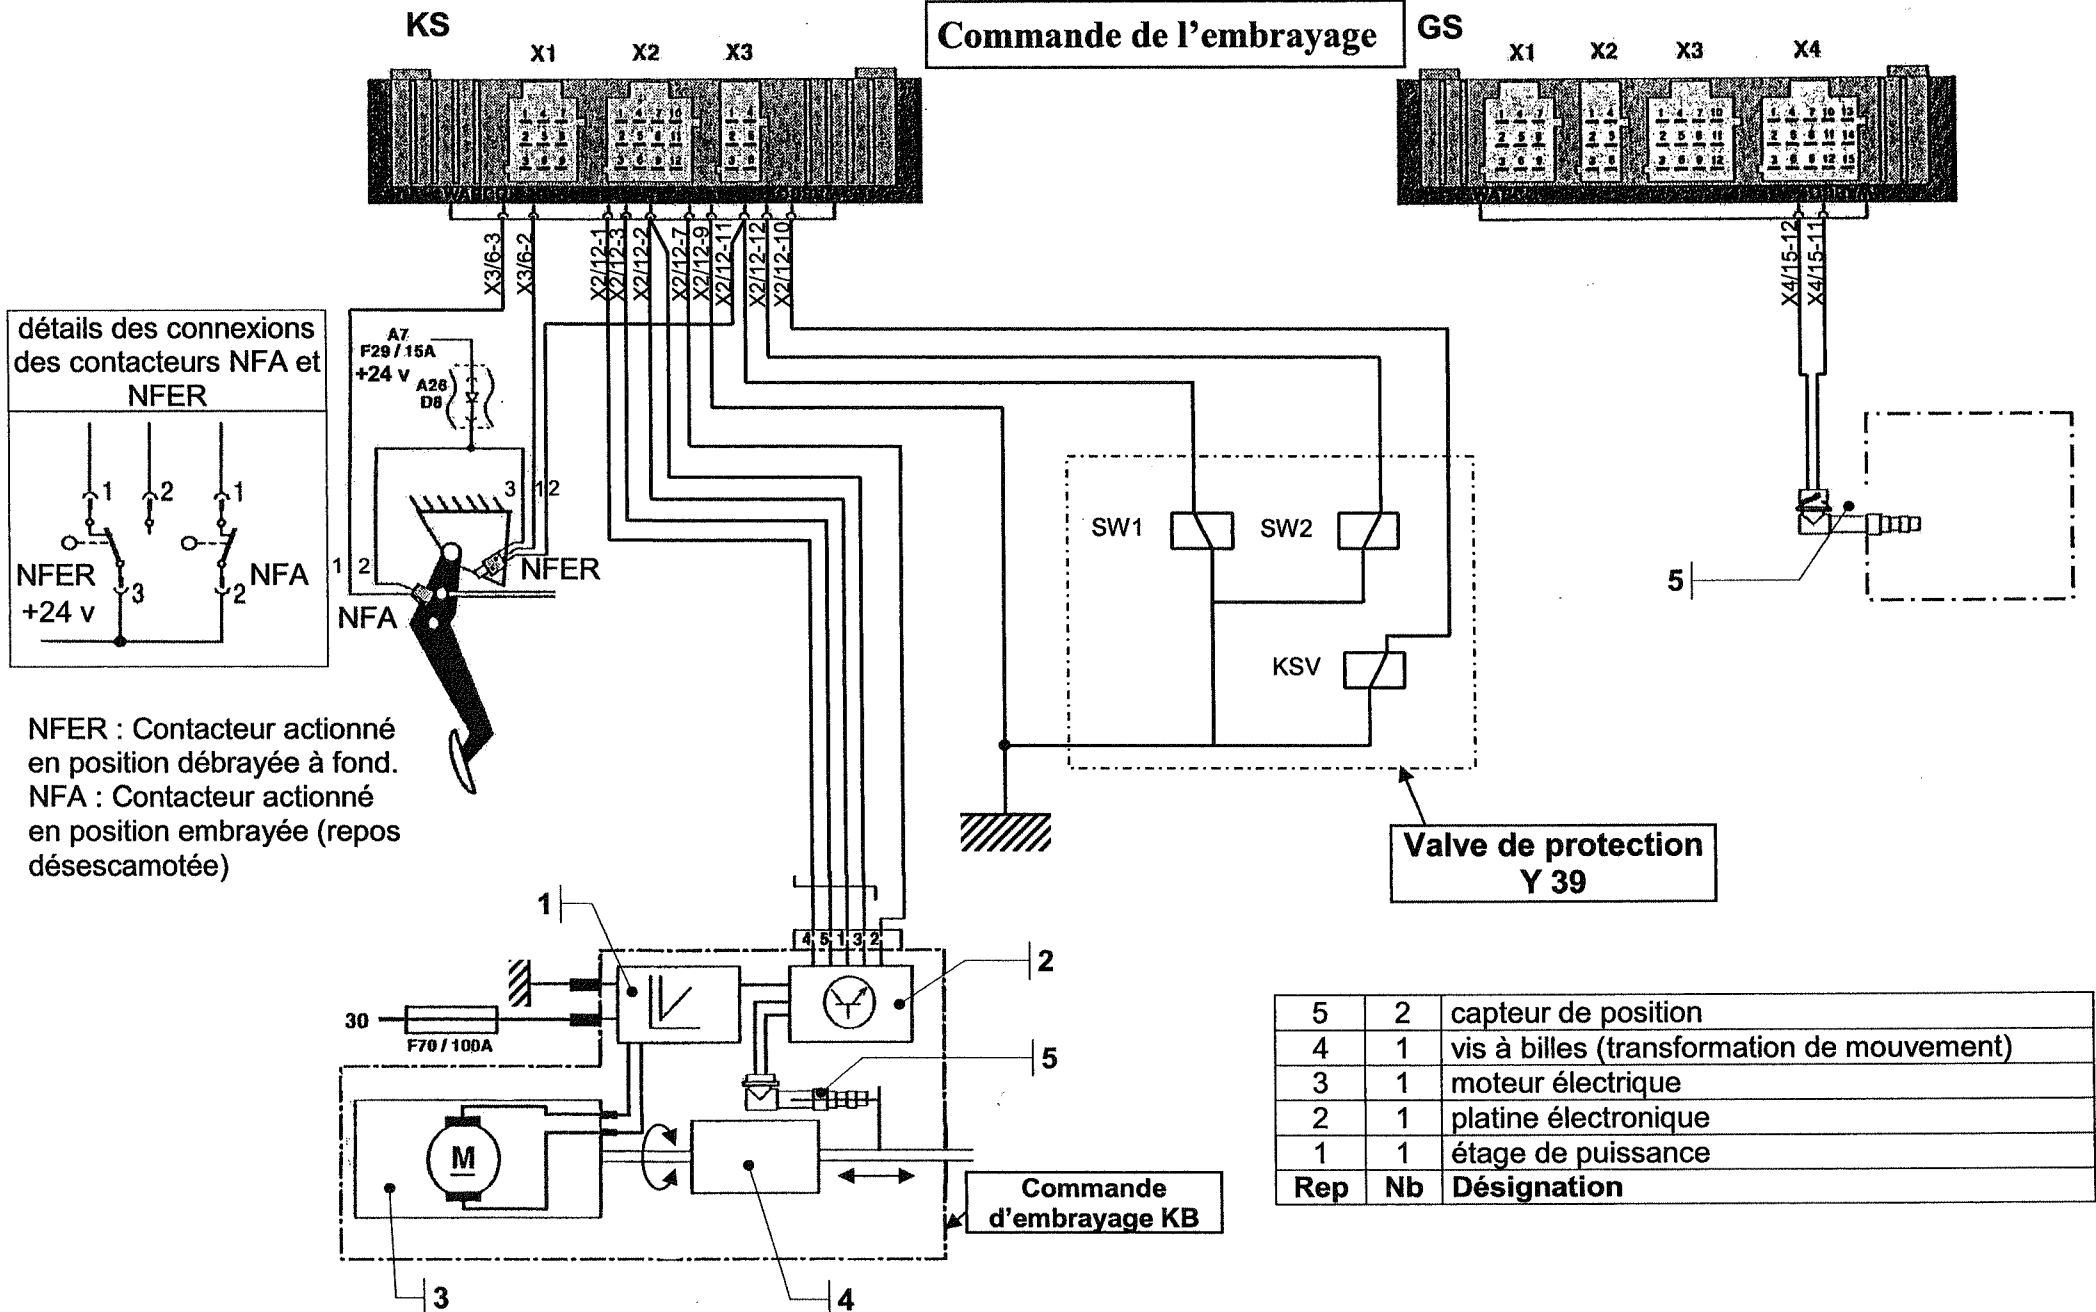 KS
Commande de l'embrayage
GS
X1 X2 X3
X1 X2 X3 X4
X3/6-3
X3/6-2
X2/12-1
X2/12-3
X2/12-2
X2/12-7
X2/12-9
X2/12-11
X2/12-12
X2/12-10
X4/15-12
X4/15-11
détails des connexions
des contacteurs NFA et
NFER
1 2 1
NFER
+24 v
3
NFA
2
A7
F29 / 15A
+24 v
A26
D8
3 1 2
1 2
NFER
NFA
SW1
SW2
KSV
5
NFER : Contacteur actionné
en position débrayée à fond.
NFA : Contacteur actionné
en position embrayée (repos
désescamotée)
Valve de protection
Y 39
1
4 5 1 3 2
2
30
F70 / 100A
5
M
3
4
Commande
d'embrayage KB
5 2 capteur de position
4 1 vis à billes (transformation de mouvement)
3 1 moteur électrique
2 1 platine électronique
1 1 étage de puissance
Rep Nb Désignation